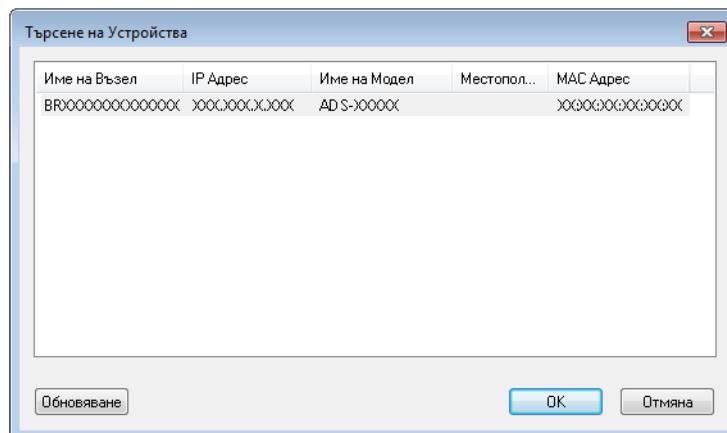 Търсене на Устройства
Име на Възел IP Адрес Име на Модел Местопол... MAC Адрес
BRXXXXXXXXXXXXX XXX.XXX.X.XXX ADS-XXXXX XX:XX:XX:XX:XX:XX
Обновяване OK Отмяна